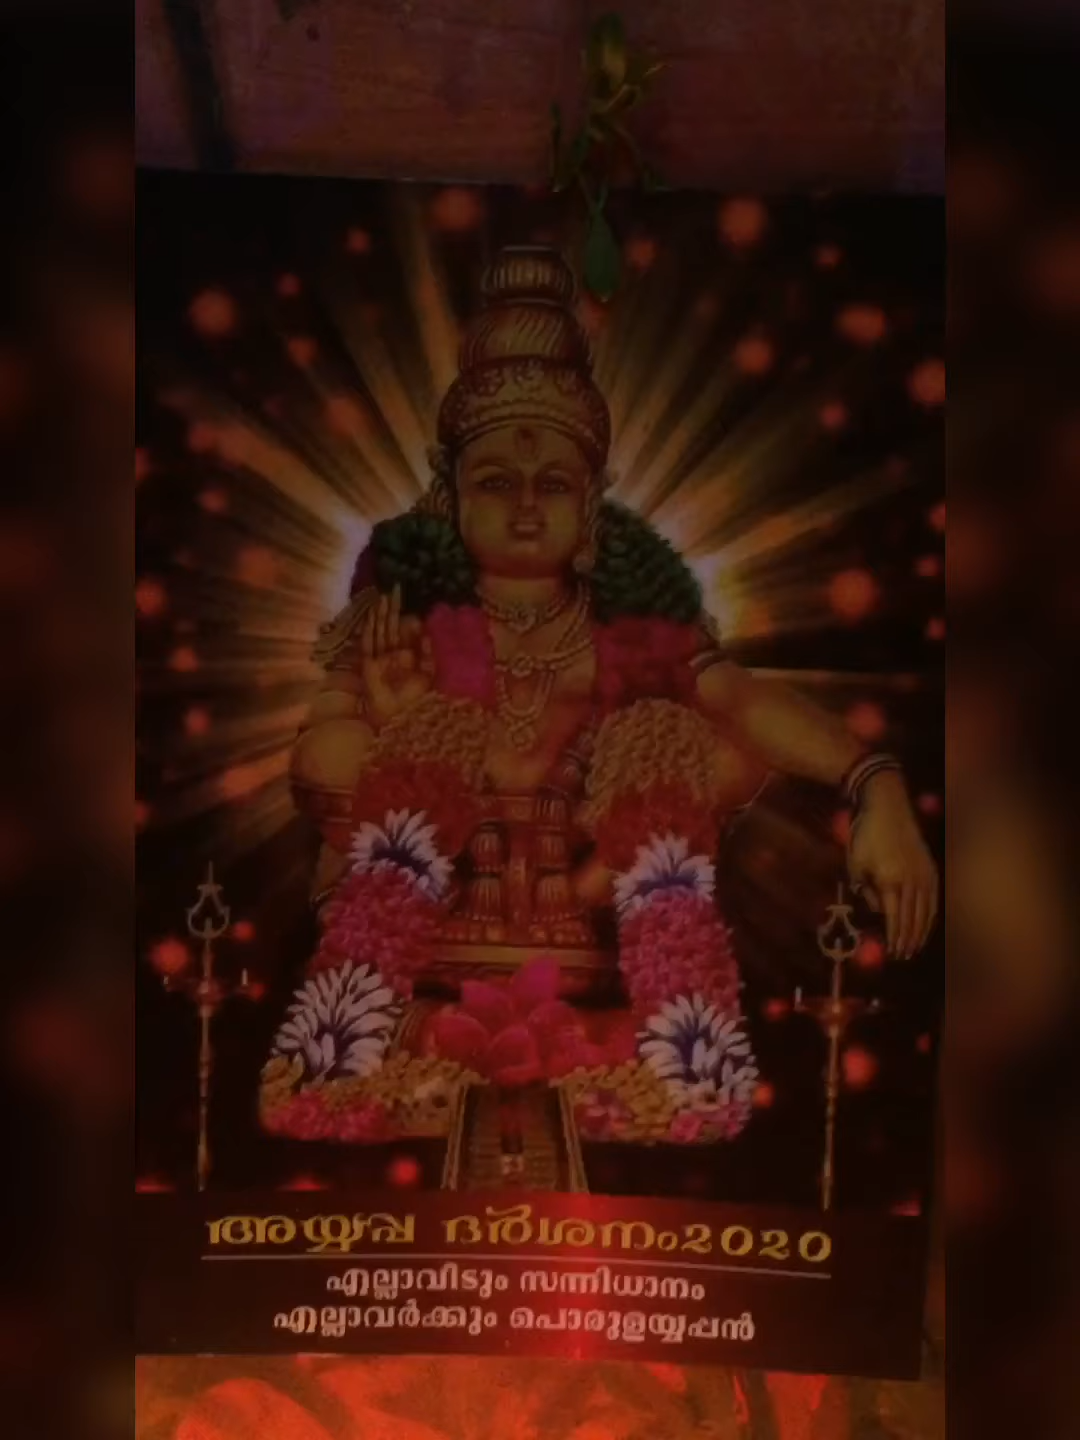 അയ്യപ്പ ദർശനം2020
എല്ലാവീടും സന്നിധാനം
എല്ലാവർക്കും പൊരുളയ്യപ്പൻ